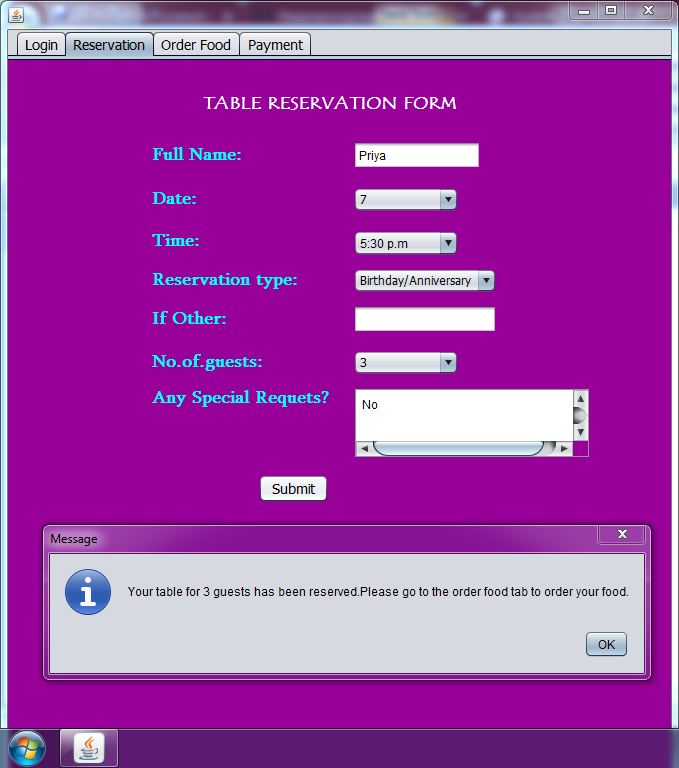 Login Reservation Order Food Payment
TABLE RESERVATION FORM
Full Name: Priya
Date: 7
Time: 5:30 p.m
Reservation type: Birthday/Anniversary
If Other:
No.of.guests: 3
Any Special Requets? No
Submit
Message
Your table for 3 guests has been reserved.Please go to the order food tab to order your food.
OK